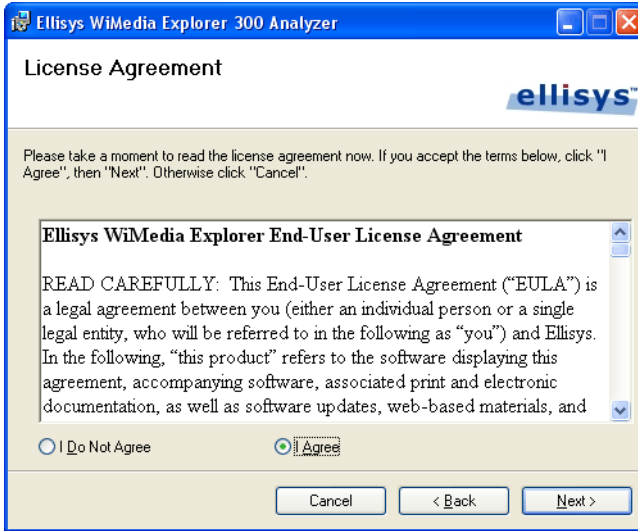 Ellisys WiMedia Explorer 300 Analyzer
License Agreement
ellisys™
Please take a moment to read the license agreement now. If you accept the terms below, click "I
Agree", then "Next". Otherwise click "Cancel".
Ellisys WiMedia Explorer End-User License Agreement
READ CAREFULLY: This End-User License Agreement (“EULA”) is
a legal agreement between you (either an individual person or a single
legal entity, who will be referred to in the following as “you”) and Ellisys.
In the following, “this product” refers to the software displaying this
agreement, accompanying software, associated print and electronic
documentation, as well as software updates, web-based materials, and
I Do Not Agree I Agree
Cancel < Back Next >